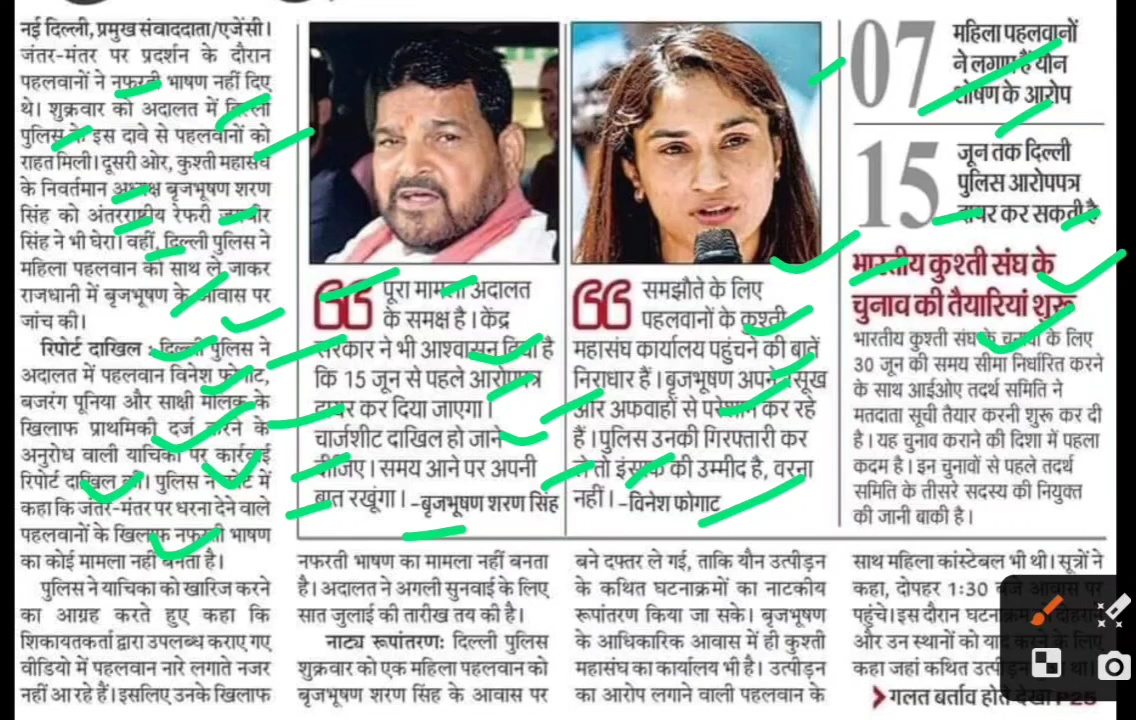 नई दिल्ली, प्रमुख संवाददाता/एजेंसी।
जंतर-मंतर पर प्रदर्शन के दौरान
पहलवानों ने नफरती भाषण नहीं दिए
थे। शुक्रवार को अदालत में दिल्ली
पुलिस के इस दावे से पहलवानों को
राहत मिली। दूसरी ओर, कुश्ती महासंघ
के निवर्तमान अध्यक्ष बृजभूषण शरण
सिंह को अंतरराष्ट्रीय रेफरी जगबीर
सिंह ने भी घेरा। वहीं, दिल्ली पुलिस ने
महिला पहलवान को साथ ले जाकर
राजधानी में बृजभूषण के आवास पर
जांच की।
रिपोर्ट दाखिल : दिल्ली पुलिस ने
अदालत में पहलवान विनेश फोगाट,
बजरंग पूनिया और साक्षी मलिक के
खिलाफ प्राथमिकी दर्ज करने के
अनुरोध वाली याचिका पर कार्रवाई
रिपोर्ट दाखिल की। पुलिस ने कोर्ट में
कहा कि जंतर-मंतर पर धरना देने वाले
पहलवानों के खिलाफ नफरती भाषण
का कोई मामला नहीं बनता है।
पुलिस ने याचिका को खारिज करने
का आग्रह करते हुए कहा कि
शिकायतकर्ता द्वारा उपलब्ध कराए गए
वीडियो में पहलवान नारे लगाते नजर
नहीं आ रहे हैं। इसलिए उनके खिलाफ
पूरा मामला अदालत
के समक्ष है। केंद्र
सरकार ने भी आश्वासन दिया है
कि 15 जून से पहले आरोपपत्र
दायर कर दिया जाएगा।
चार्जशीट दाखिल हो जाने
दीजिए। समय आने पर अपनी
बात रखूंगा। -बृजभूषण शरण सिंह
समझौते के लिए
पहलवानों के कुश्ती
महासंघ कार्यालय पहुंचने की बातें
निराधार हैं। बृजभूषण अपने रसूख
और अफवाहों से परेशान कर रहे
हैं। पुलिस उनकी गिरफ्तारी कर
ले तो इंसाफ की उम्मीद है, वरना
नहीं। -विनेश फोगाट
07 महिला पहलवानों
ने लगाए हैं यौन
शोषण के आरोप
15 जून तक दिल्ली
पुलिस आरोपपत्र
दायर कर सकती है
भारतीय कुश्ती संघ के
चुनाव की तैयारियां शुरू
भारतीय कुश्ती संघ के चुनावों के लिए
30 जून की समय सीमा निर्धारित करने
के साथ आईओए तदर्थ समिति ने
मतदाता सूची तैयार करनी शुरू कर दी
है। यह चुनाव कराने की दिशा में पहला
कदम है। इन चुनावों से पहले तदर्थ
समिति के तीसरे सदस्य की नियुक्त
की जानी बाकी है।
नफरती भाषण का मामला नहीं बनता
है। अदालत ने अगली सुनवाई के लिए
सात जुलाई की तारीख तय की है।
नाट्य रूपांतरण: दिल्ली पुलिस
शुक्रवार को एक महिला पहलवान को
बृजभूषण शरण सिंह के आवास पर
बने दफ्तर ले गई, ताकि यौन उत्पीड़न
के कथित घटनाक्रमों का नाटकीय
रूपांतरण किया जा सके। बृजभूषण
के आधिकारिक आवास में ही कुश्ती
महासंघ का कार्यालय भी है। उत्पीड़न
का आरोप लगाने वाली पहलवान के
साथ महिला कांस्टेबल भी थी। सूत्रों ने
कहा, दोपहर 1:30 बजे आवास पर
पहुंचे। इस दौरान घटनाक्रम दोहराने
और उन स्थानों को याद करने के लिए
कहा जहां कथित उत्पीड़न था।
गलत बर्ताव होते देखा P25